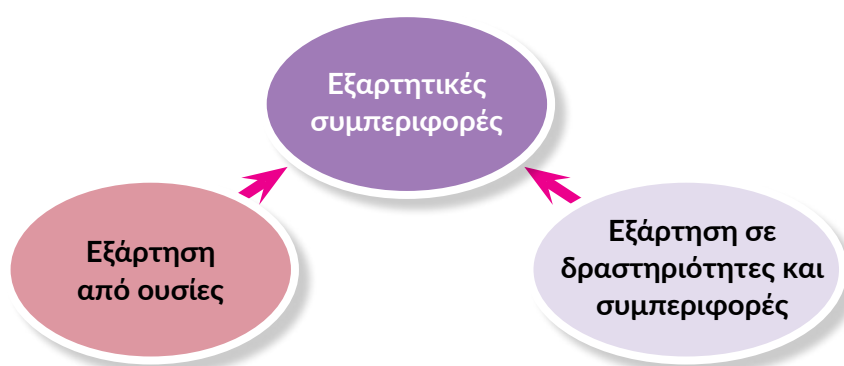 Εξαρτητικές
συμπεριφορές
Εξάρτηση
από ουσίες
Εξάρτηση σε
δραστηριότητες και
συμπεριφορές